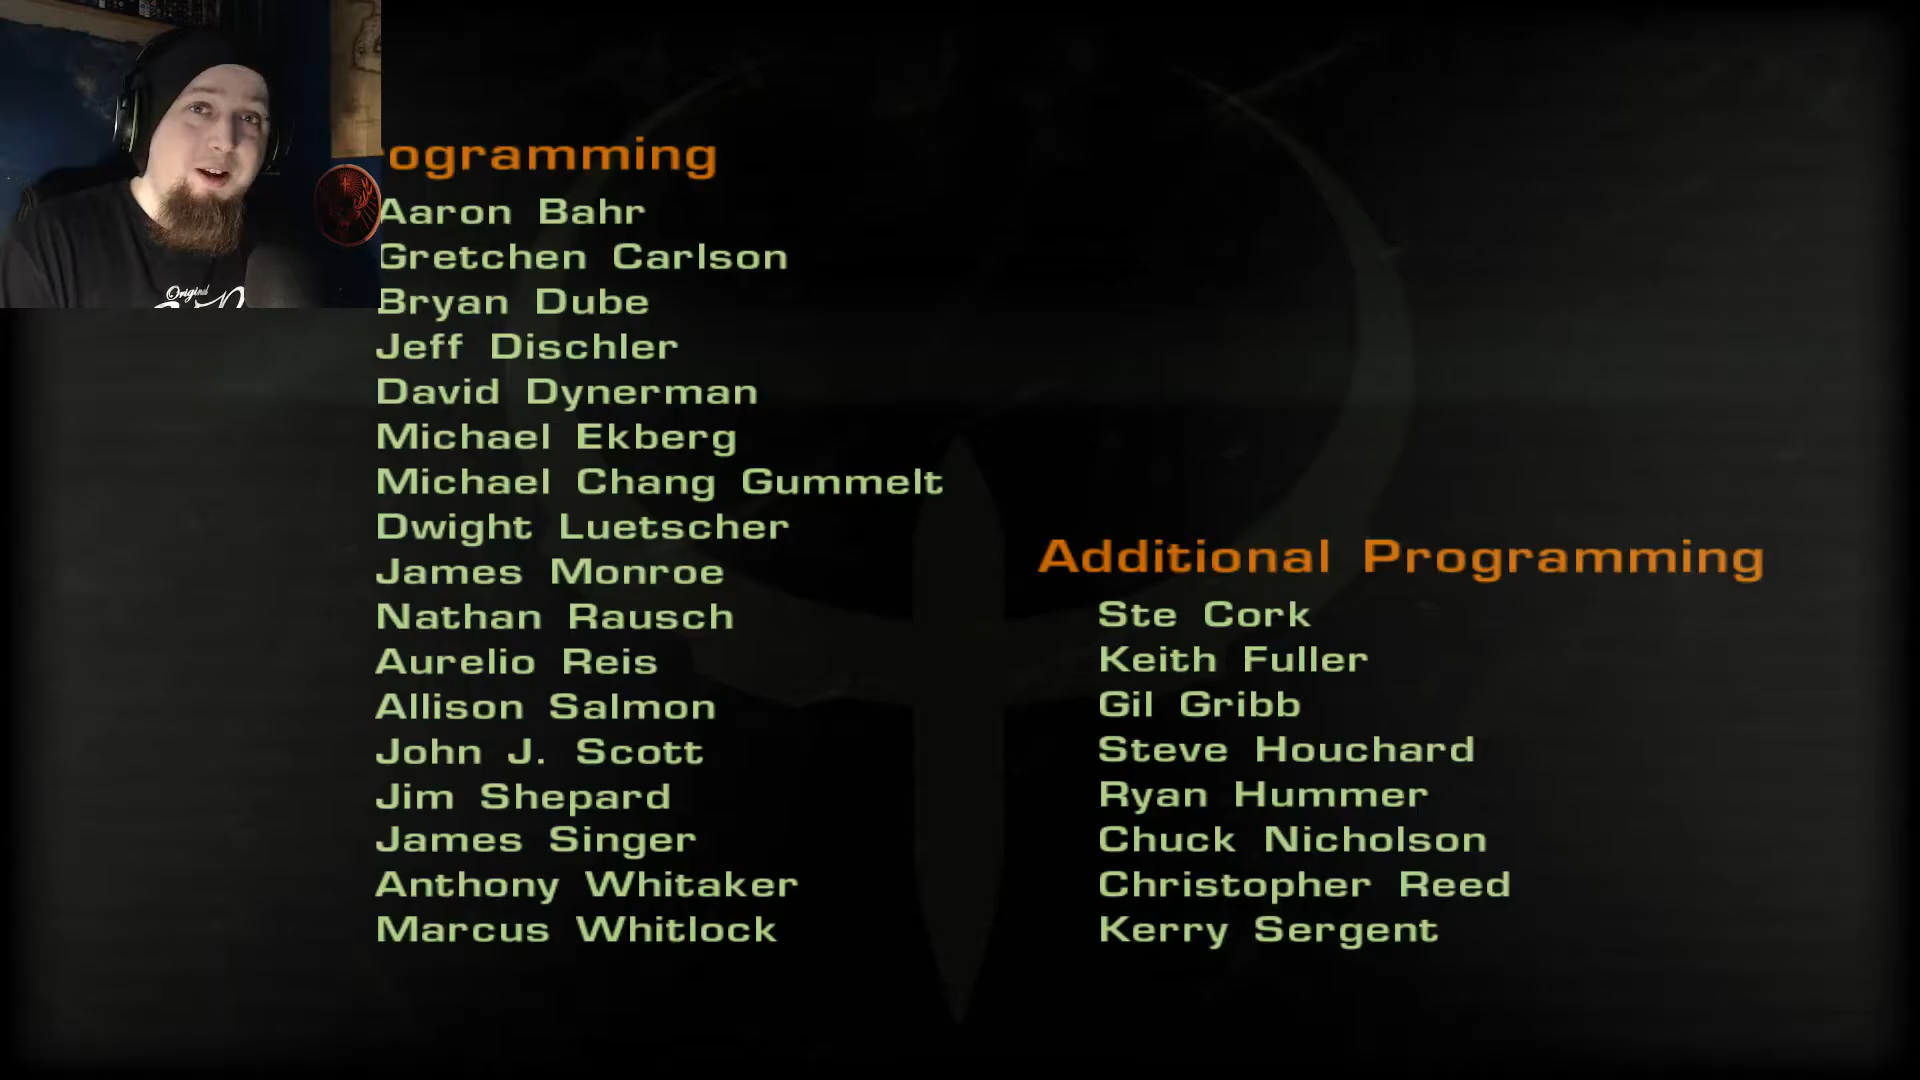 Original
ogramming
Aaron Bahr
Gretchen Carlson
Bryan Dube
Jeff Dischler
David Dynerman
Michael Ekberg
Michael Chang Gummelt
Dwight Luetscher
James Monroe
Nathan Rausch
Aurelio Reis
Allison Salmon
John J. Scott
Jim Shepard
James Singer
Anthony Whitaker
Marcus Whitlock
Additional Programming
Ste Cork
Keith Fuller
Gil Gribb
Steve Houchard
Ryan Hummer
Chuck Nicholson
Christopher Reed
Kerry Sergent